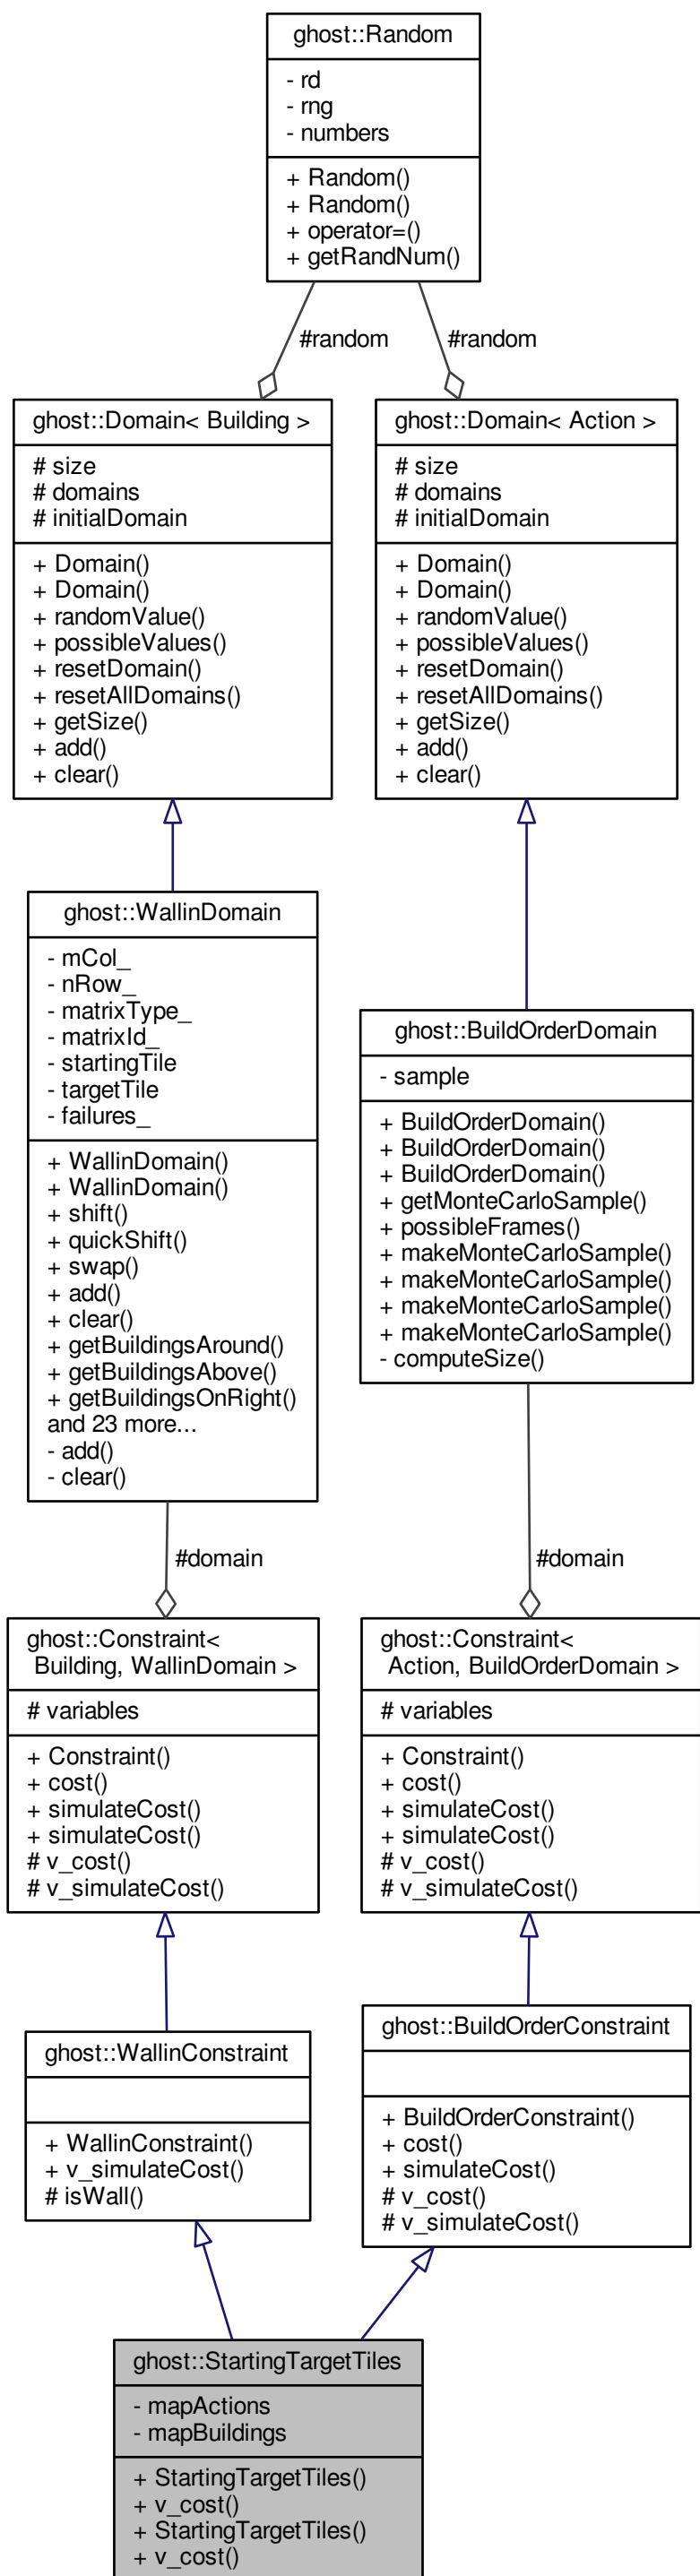 ghost::Random
- rd
- rng
- numbers
+ Random()
+ Random()
+ operator=()
+ getRandNum()
#random
#random
ghost::Domain< Building >
# size
# domains
# initialDomain
+ Domain()
+ Domain()
+ randomValue()
+ possibleValues()
+ resetDomain()
+ resetAllDomains()
+ getSize()
+ add()
+ clear()
ghost::Domain< Action >
# size
# domains
# initialDomain
+ Domain()
+ Domain()
+ randomValue()
+ possibleValues()
+ resetDomain()
+ resetAllDomains()
+ getSize()
+ add()
+ clear()
ghost::WallinDomain
- mCol_
- nRow_
- matrixType_
- matrixId_
- startingTile
- targetTile
- failures_
+ WallinDomain()
+ WallinDomain()
+ shift()
+ quickShift()
+ swap()
+ add()
+ clear()
+ getBuildingsAround()
+ getBuildingsAbove()
+ getBuildingsOnRight()
and 23 more...
- add()
- clear()
ghost::BuildOrderDomain
- sample
+ BuildOrderDomain()
+ BuildOrderDomain()
+ BuildOrderDomain()
+ getMonteCarloSample()
+ possibleFrames()
+ makeMonteCarloSample()
+ makeMonteCarloSample()
+ makeMonteCarloSample()
+ makeMonteCarloSample()
- computeSize()
#domain
#domain
ghost::Constraint<
Building, WallinDomain >
# variables
+ Constraint()
+ cost()
+ simulateCost()
+ simulateCost()
# v_cost()
# v_simulateCost()
ghost::Constraint<
Action, BuildOrderDomain >
# variables
+ Constraint()
+ cost()
+ simulateCost()
+ simulateCost()
# v_cost()
# v_simulateCost()
ghost::WallinConstraint
+ WallinConstraint()
+ v_simulateCost()
# isWall()
ghost::BuildOrderConstraint
+ BuildOrderConstraint()
+ cost()
+ simulateCost()
# v_cost()
# v_simulateCost()
ghost::StartingTargetTiles
- mapActions
- mapBuildings
+ StartingTargetTiles()
+ v_cost()
+ StartingTargetTiles()
+ v_cost()